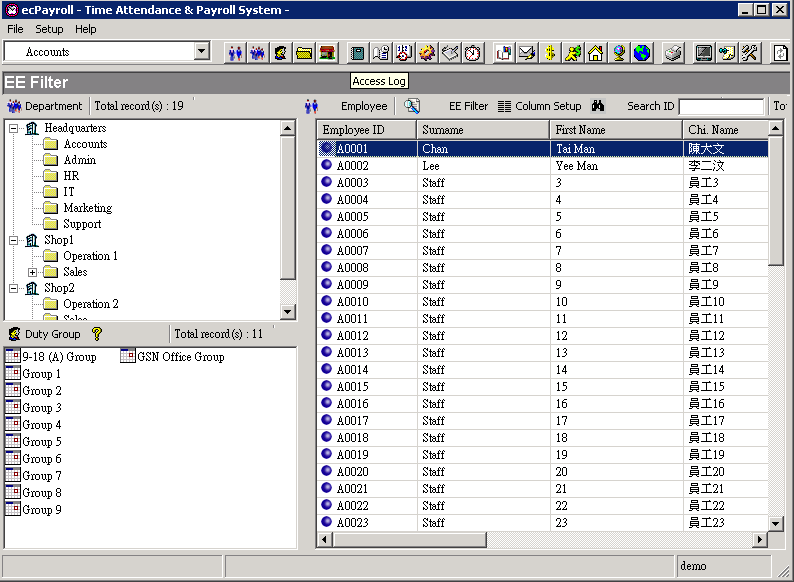 ecPayroll - Time Attendance & Payroll System -
File Setup Help
Accounts
Access Log
EE Filter
Department Total record(s) : 19
Employee EE Filter Column Setup Search ID
Headquarters
Accounts
Admin
HR
IT
Marketing
Support
Shop1
Operation 1
Sales
Shop2
Operation 2
Sales
Duty Group ? Total record(s) : 11
9-18 (A) Group GSN Office Group
Group 1
Group 2
Group 3
Group 4
Group 5
Group 6
Group 7
Group 8
Group 9
Employee ID Surname First Name Chi. Name
A0001 Chan Tai Man 陳大文
A0002 Lee Yee Man 李二汶
A0003 Staff 3 員工3
A0004 Staff 4 員工4
A0005 Staff 5 員工5
A0006 Staff 6 員工6
A0007 Staff 7 員工7
A0008 Staff 8 員工8
A0009 Staff 9 員工9
A0010 Staff 10 員工10
A0011 Staff 11 員工11
A0012 Staff 12 員工12
A0013 Staff 13 員工13
A0014 Staff 14 員工14
A0015 Staff 15 員工15
A0016 Staff 16 員工16
A0017 Staff 17 員工17
A0018 Staff 18 員工18
A0019 Staff 19 員工19
A0020 Staff 20 員工20
A0021 Staff 21 員工21
A0022 Staff 22 員工22
A0023 Staff 23 員工23
demo